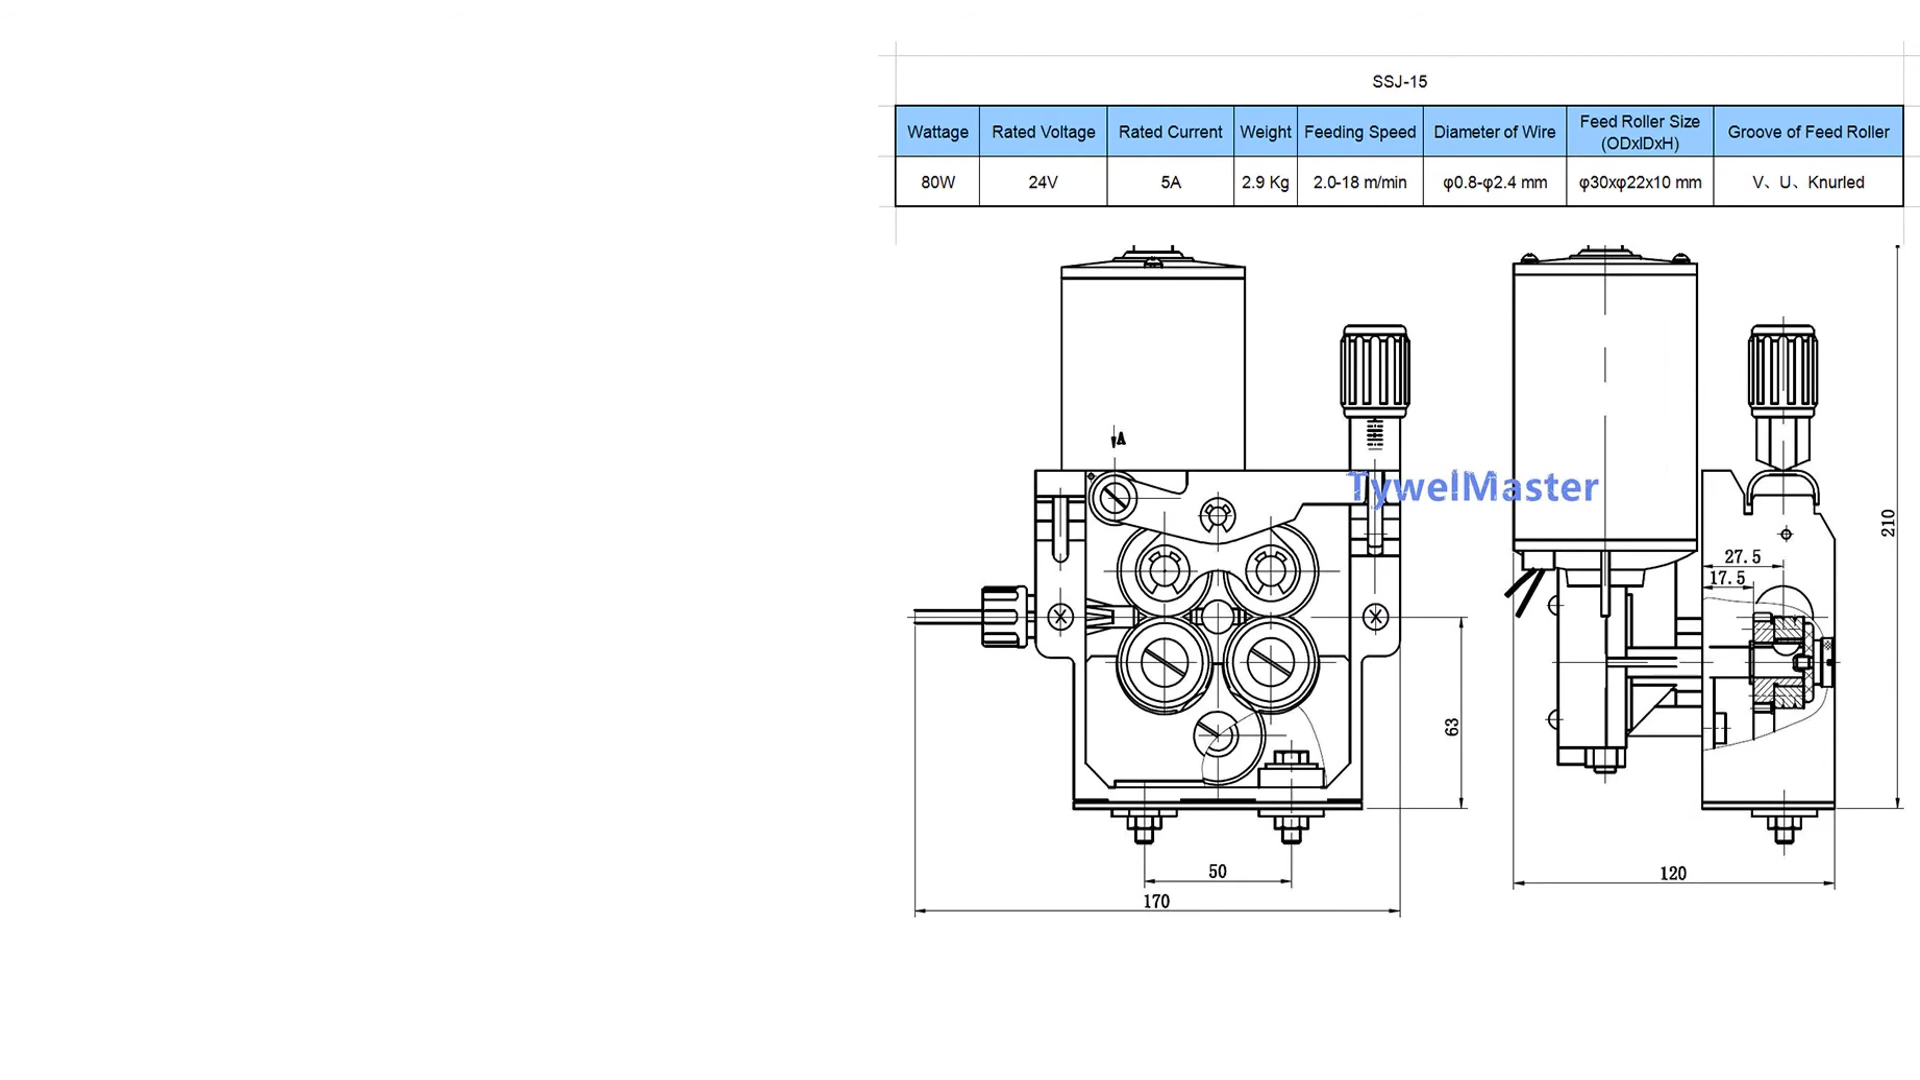 SSJ-15
Wattage Rated Voltage Rated Current Weight Feeding Speed Diameter of Wire Feed Roller Size (ODxIDxH) Groove of Feed Roller
80W 24V 5A 2.9 Kg 2.0-18 m/min φ0.8-φ2.4 mm φ30xφ22x10 mm V、U、Knurled
A
TywelMaster
210
27.5
17.5
63
50
120
170